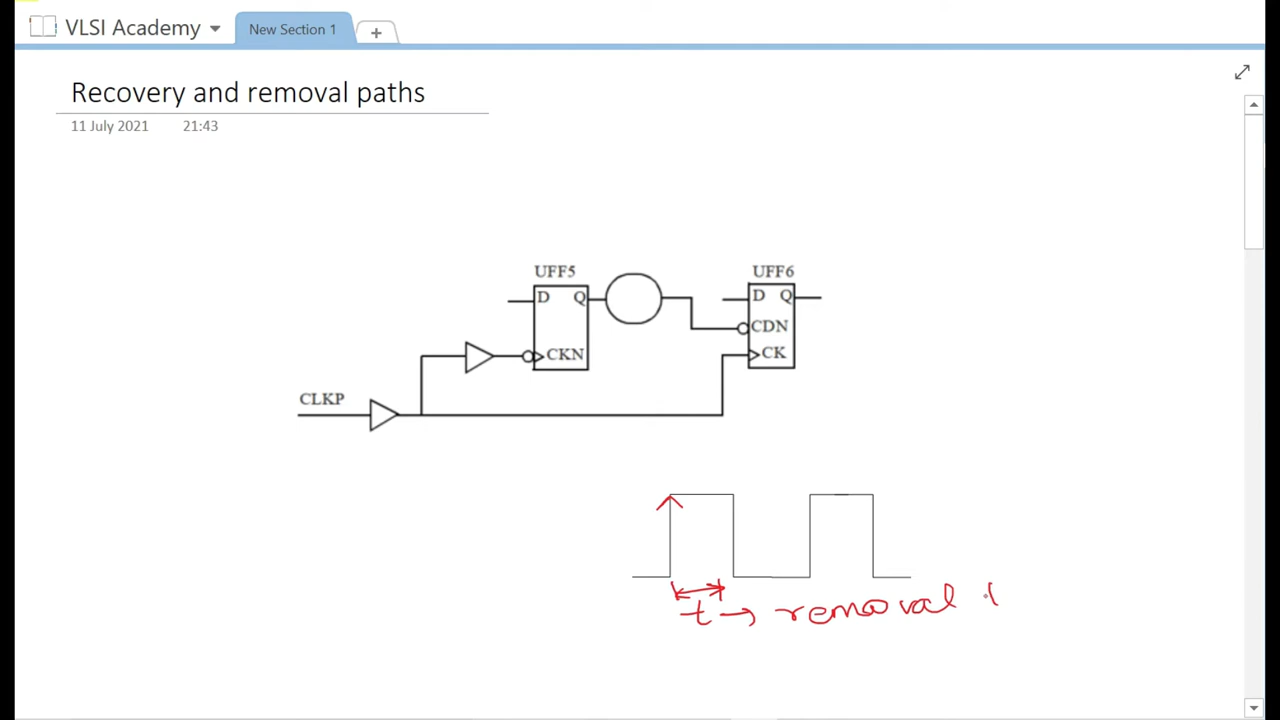 VLSI Academy
New Section 1
+
Recovery and removal paths
11 July 2021 21:43
UFF5
UFF6
D Q
D Q
CDN
CKN
CK
CLKP
t → removal